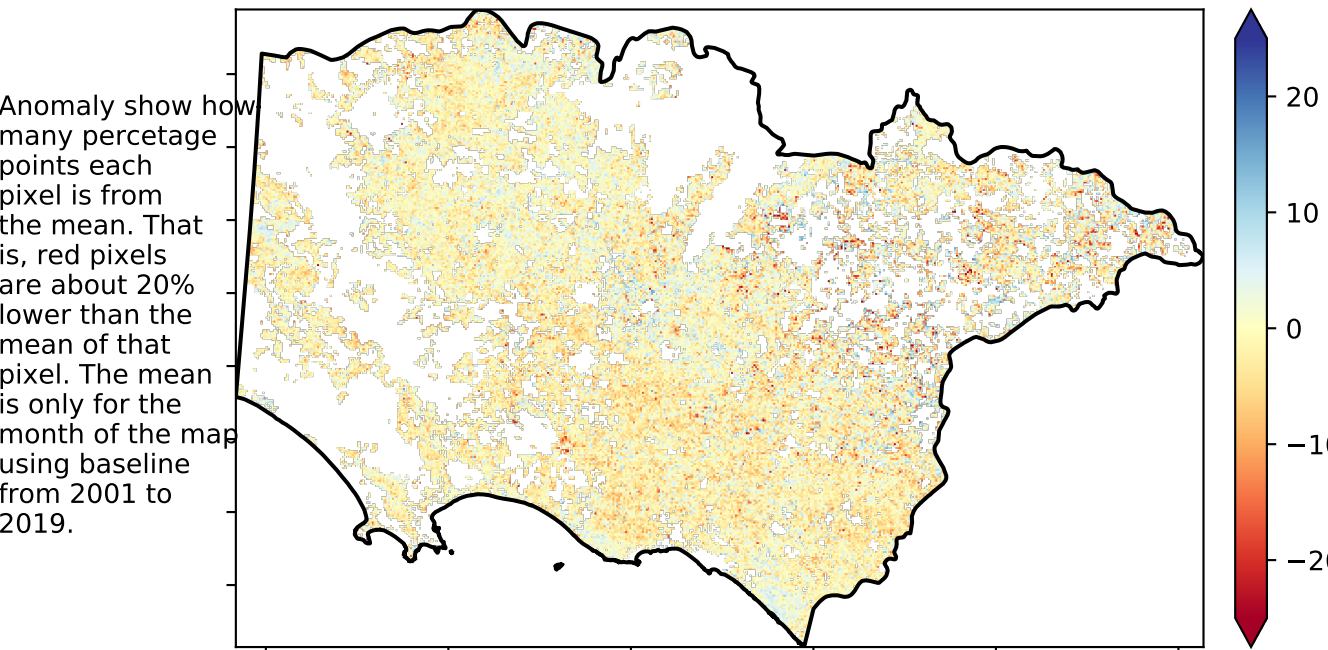 Anomaly show how
many percetage
points each
pixel is from
the mean. That
is, red pixels
are about 20%
lower than the
mean of that
pixel. The mean
is only for the
month of the map
using baseline
from 2001 to
2019.
20
10
0
−10
−20